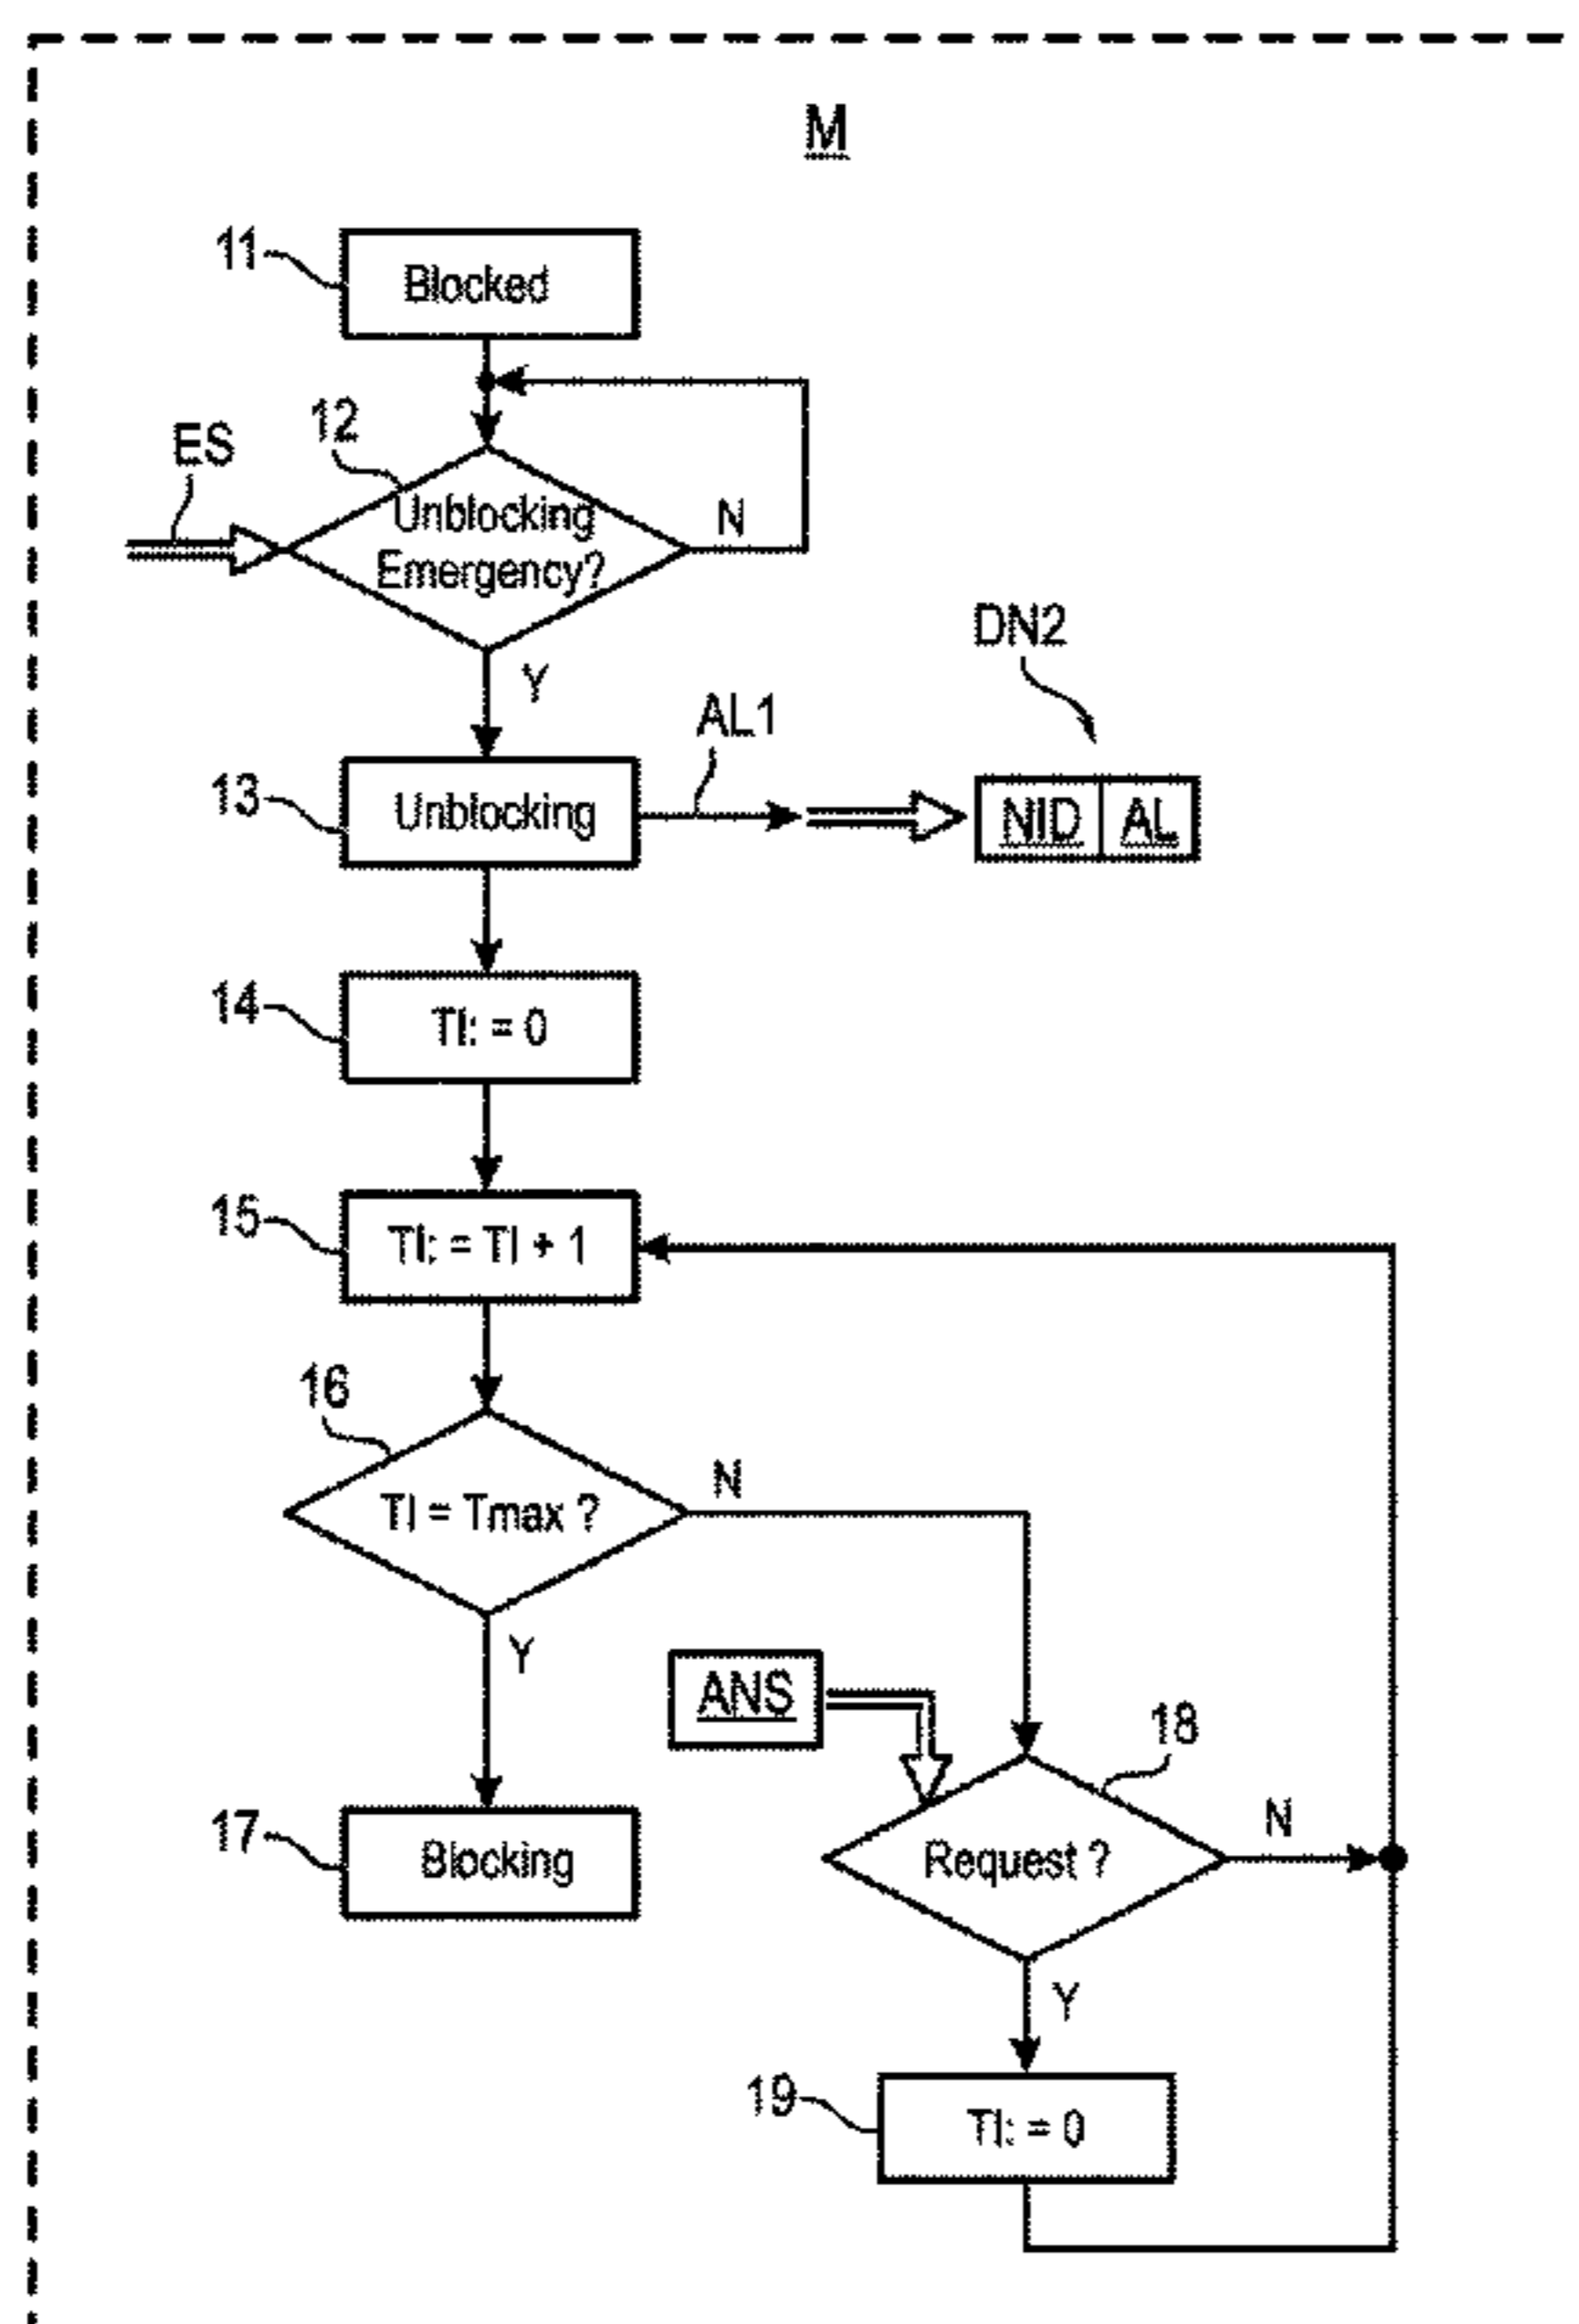 M
11
Blocked
ES
12
Unblocking
Emergency?
N
Y
DN2
AL1
13
Unblocking
NID AL
14
TI: = 0
15
TI: = TI + 1
16
TI = Tmax ?
N
Y
ANS
18
17
Blocking
Request ?
N
Y
19
TI: = 0